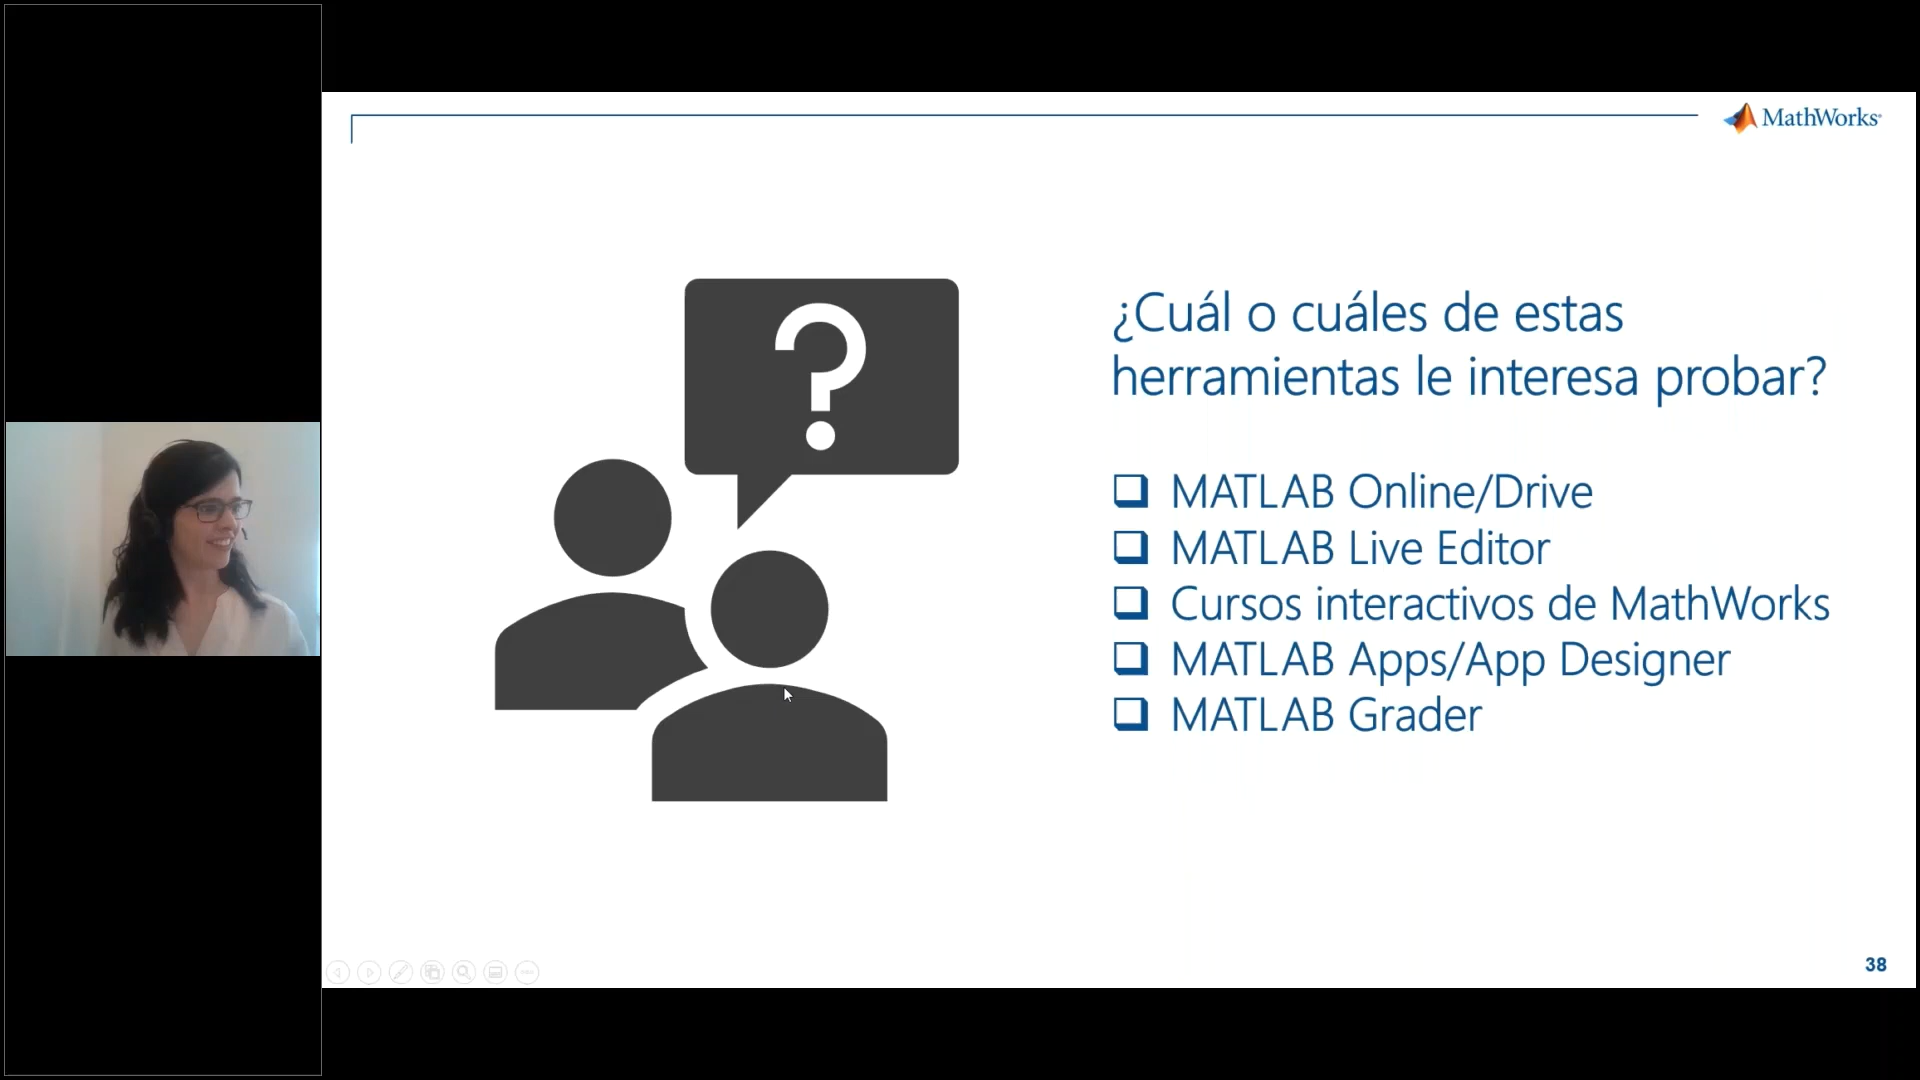 MathWorks®
?
¿Cuál o cuáles de estas
herramientas le interesa probar?
MATLAB Online/Drive
MATLAB Live Editor
Cursos interactivos de MathWorks
MATLAB Apps/App Designer
MATLAB Grader
38